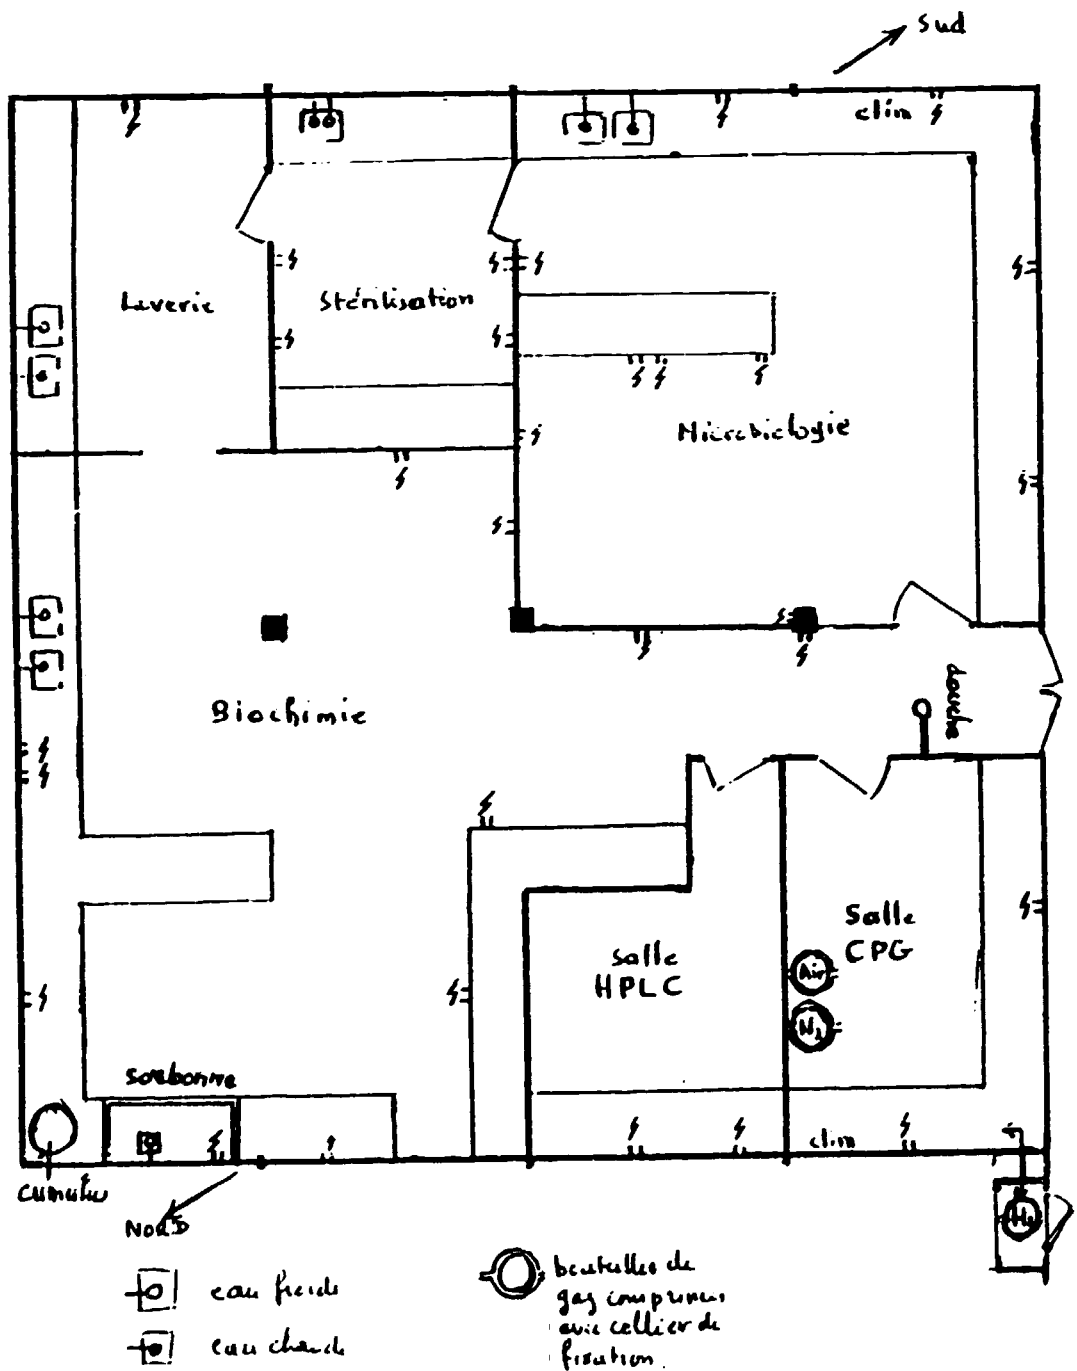 Sud
clim
Laverie
Stérilisation
Microbiologie
douche
Biochimie
Salle
CPG
Salle
HPLC
Air
N2
Sorbonne
clim
cumulus
H2
NORD
eau froide
eau chaude
bouteilles de
gaz comprimés
avec collier de
fixation